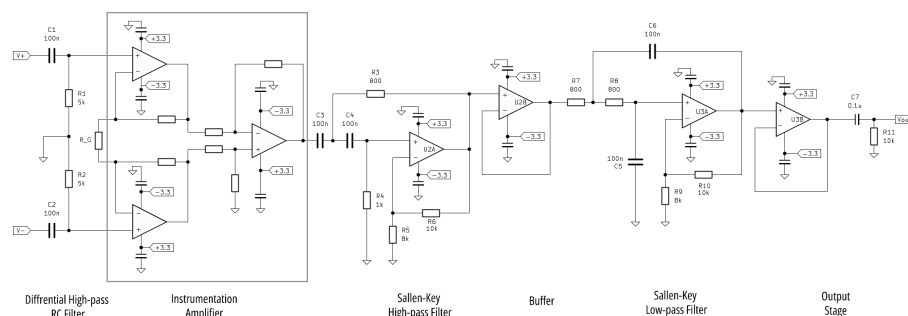 C1
100n
V+
R1
5k
R_G
R2
5k
C2
100n
V-
+3.3
-3.3
-3.3
+3.3
-3.3
+3.3
C3
100n
C4
100n
R3
800
R4
1k
R5
8k
R6
10k
+3.3
U2A
-3.3
+3.3
U2B
-3.3
R7
800
R8
800
C6
100n
100n
C5
+3.3
U3A
-3.3
R9
8k
R10
10k
+3.3
U3B
-3.3
C7
0.1s
R11
10k
Vou
Diffrential High-pass
RC Filter
Instrumentation
Amplifier
Sallen-Key
High-pass Filter
Buffer
Sallen-Key
Low-pass Filter
Output
Stage